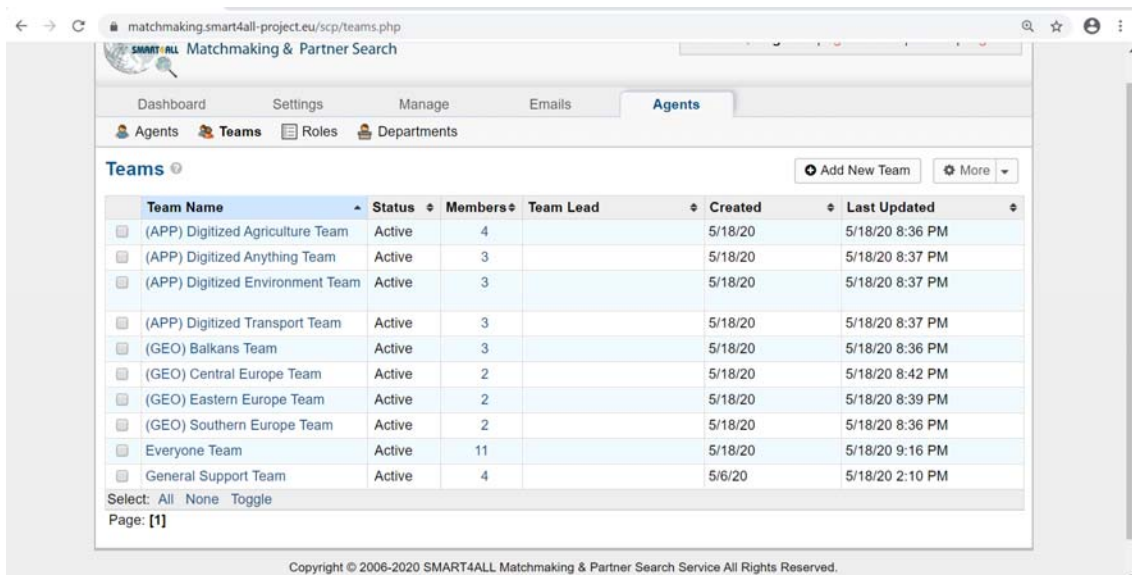 matchmaking.smart4all-project.eu/scp/teams.php
SMART4ALL Matchmaking & Partner Search
Dashboard Settings Manage Emails Agents
Agents Teams Roles Departments
Teams
Add New Team More
Team Name Status Members Team Lead Created Last Updated
(APP) Digitized Agriculture Team Active 4 5/18/20 5/18/20 8:36 PM
(APP) Digitized Anything Team Active 3 5/18/20 5/18/20 8:37 PM
(APP) Digitized Environment Team Active 3 5/18/20 5/18/20 8:37 PM
(APP) Digitized Transport Team Active 3 5/18/20 5/18/20 8:37 PM
(GEO) Balkans Team Active 3 5/18/20 5/18/20 8:36 PM
(GEO) Central Europe Team Active 2 5/18/20 5/18/20 8:42 PM
(GEO) Eastern Europe Team Active 2 5/18/20 5/18/20 8:39 PM
(GEO) Southern Europe Team Active 2 5/18/20 5/18/20 8:36 PM
Everyone Team Active 11 5/18/20 5/18/20 9:16 PM
General Support Team Active 4 5/6/20 5/18/20 2:10 PM
Select: All None Toggle
Page: [1]
Copyright © 2006-2020 SMART4ALL Matchmaking & Partner Search Service All Rights Reserved.